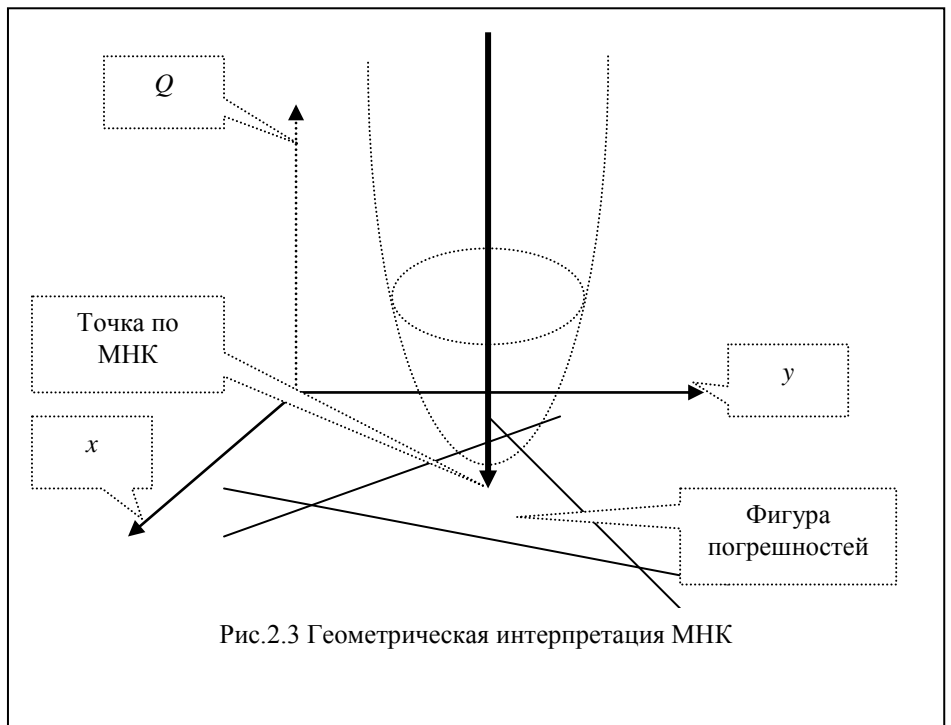 Q
Точка по
МНК
y
x
Фигура
погрешностей
Рис.2.3 Геометрическая интерпретация МНК